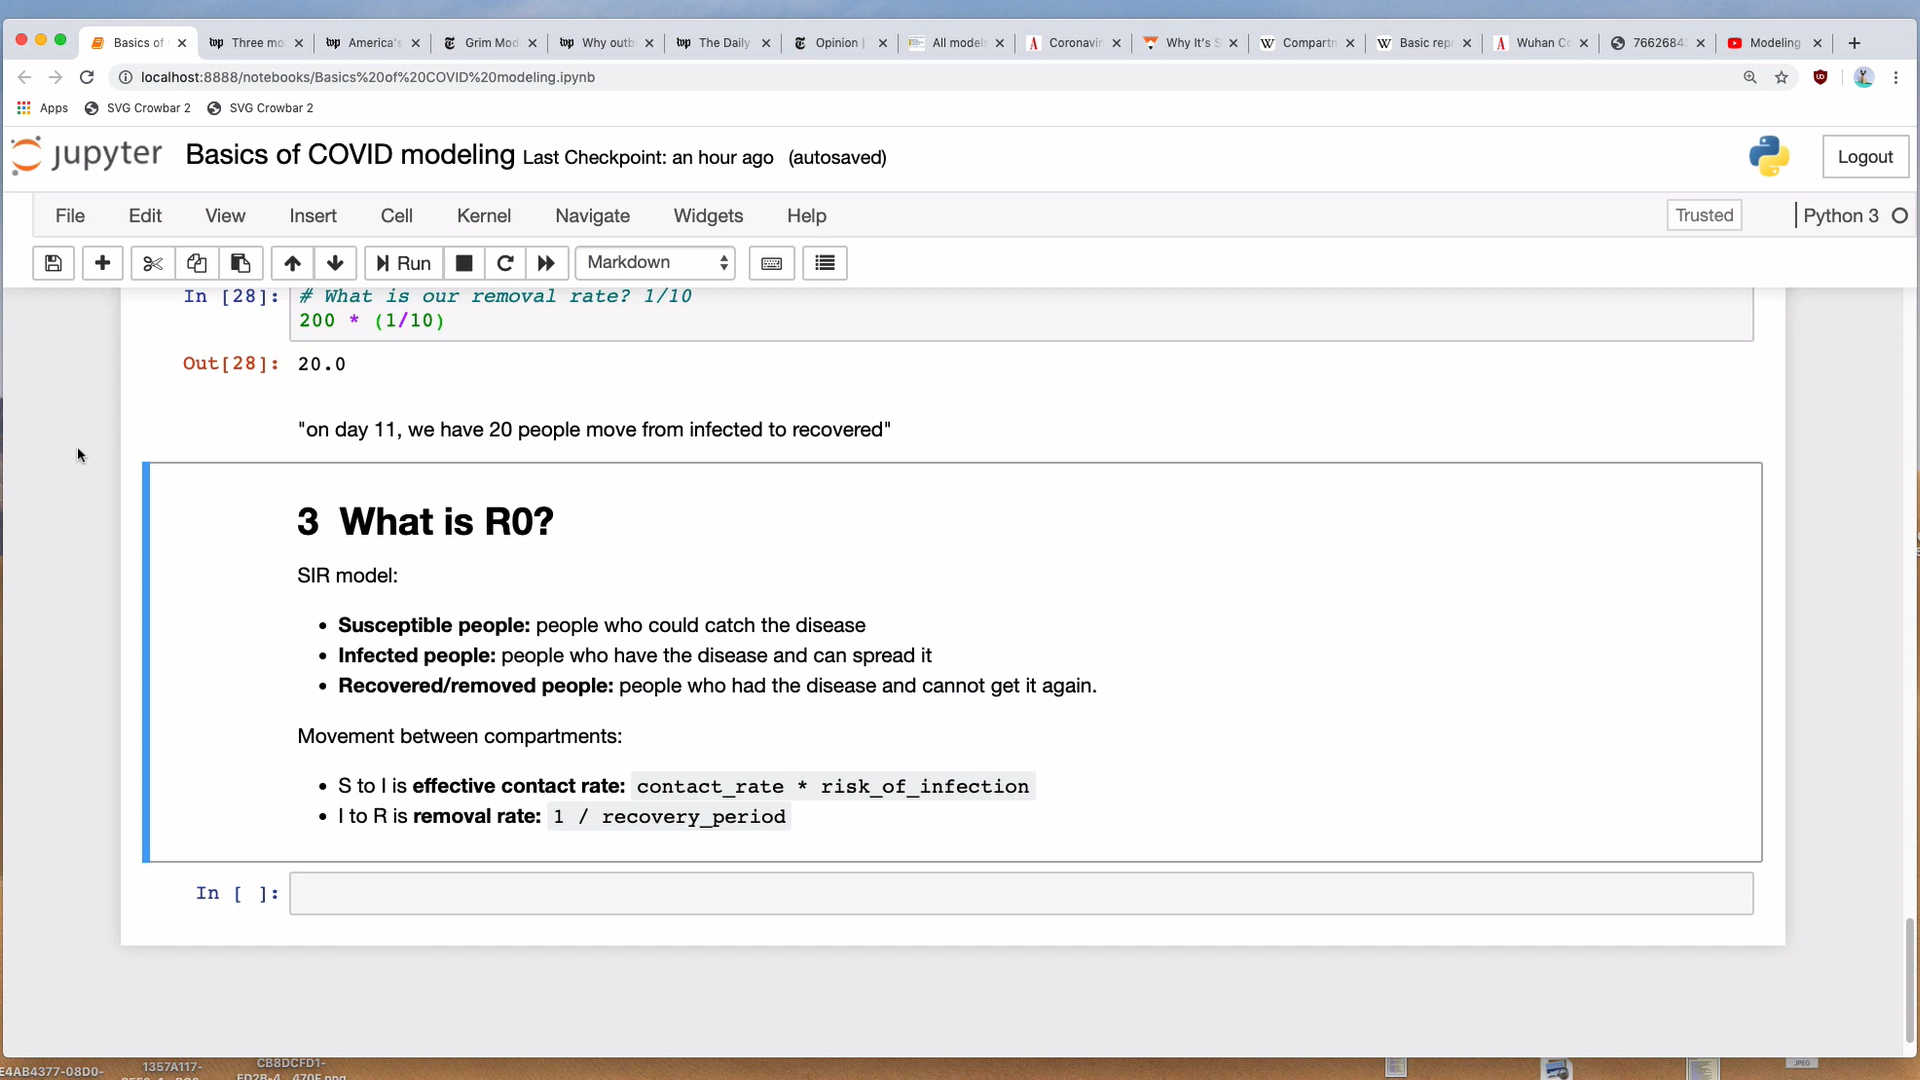 Basics of
Three mo
America's
Grim Mod
Why outb
The Daily
Opinion |
All models
Coronavir
Why It's S
Compartn
Basic rep
Wuhan Co
7662684
Modeling
localhost:8888/notebooks/Basics%20of%20COVID%20modeling.ipynb
Apps
SVG Crowbar 2
SVG Crowbar 2
jupyter
Basics of COVID modeling Last Checkpoint: an hour ago (autosaved)
Logout
File Edit View Insert Cell Kernel Navigate Widgets Help
Trusted
Python 3
Run
Markdown
In [28]: # What is our removal rate? 1/10
200 * (1/10)
Out[28]: 20.0
"on day 11, we have 20 people move from infected to recovered"
3 What is R0?
SIR model:
• Susceptible people: people who could catch the disease
• Infected people: people who have the disease and can spread it
• Recovered/removed people: people who had the disease and cannot get it again.
Movement between compartments:
• S to I is effective contact rate: contact_rate * risk_of_infection
• I to R is removal rate: 1 / recovery_period
In [ ]:
E4AB4377-08D0-
1357A117-
CB8DCFD1-
JPEG